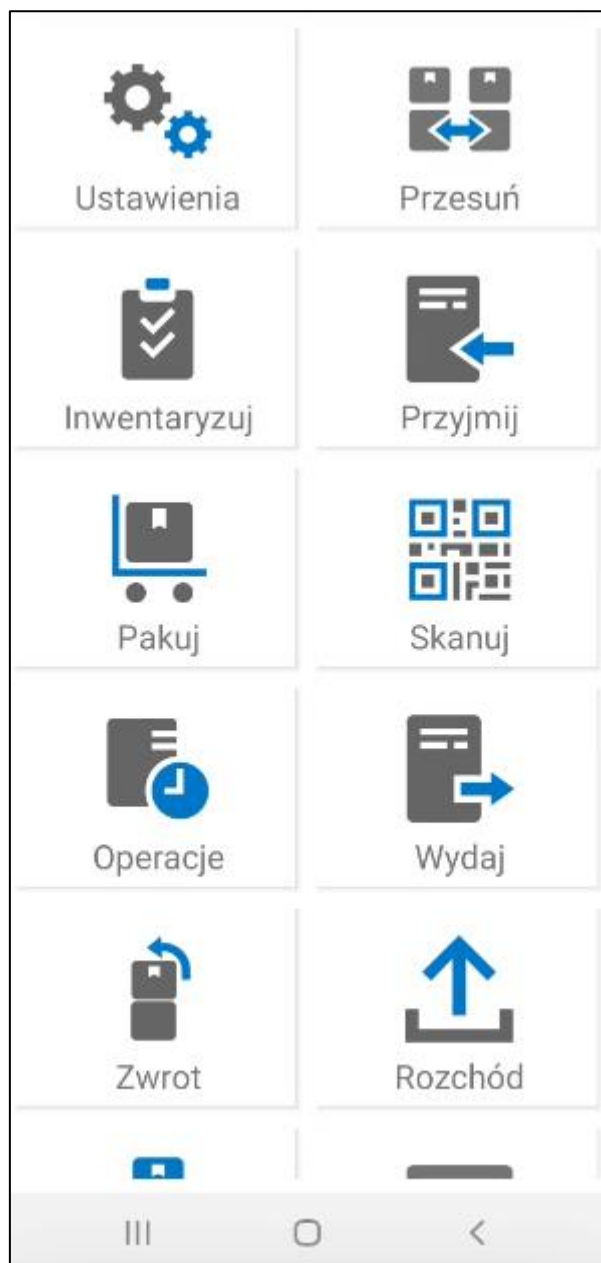 Ustawienia
Przesuń
Inwentaryzuj
Przyjmij
Pakuj
Skanuj
Operacje
Wydaj
Zwrot
Rozchód